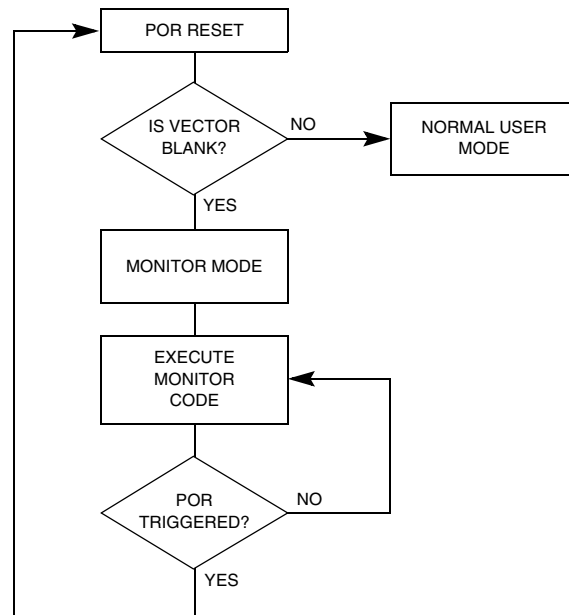 POR RESET
IS VECTOR
BLANK?
NO
NORMAL USER
MODE
YES
MONITOR MODE
EXECUTE
MONITOR
CODE
POR
TRIGGERED?
NO
YES